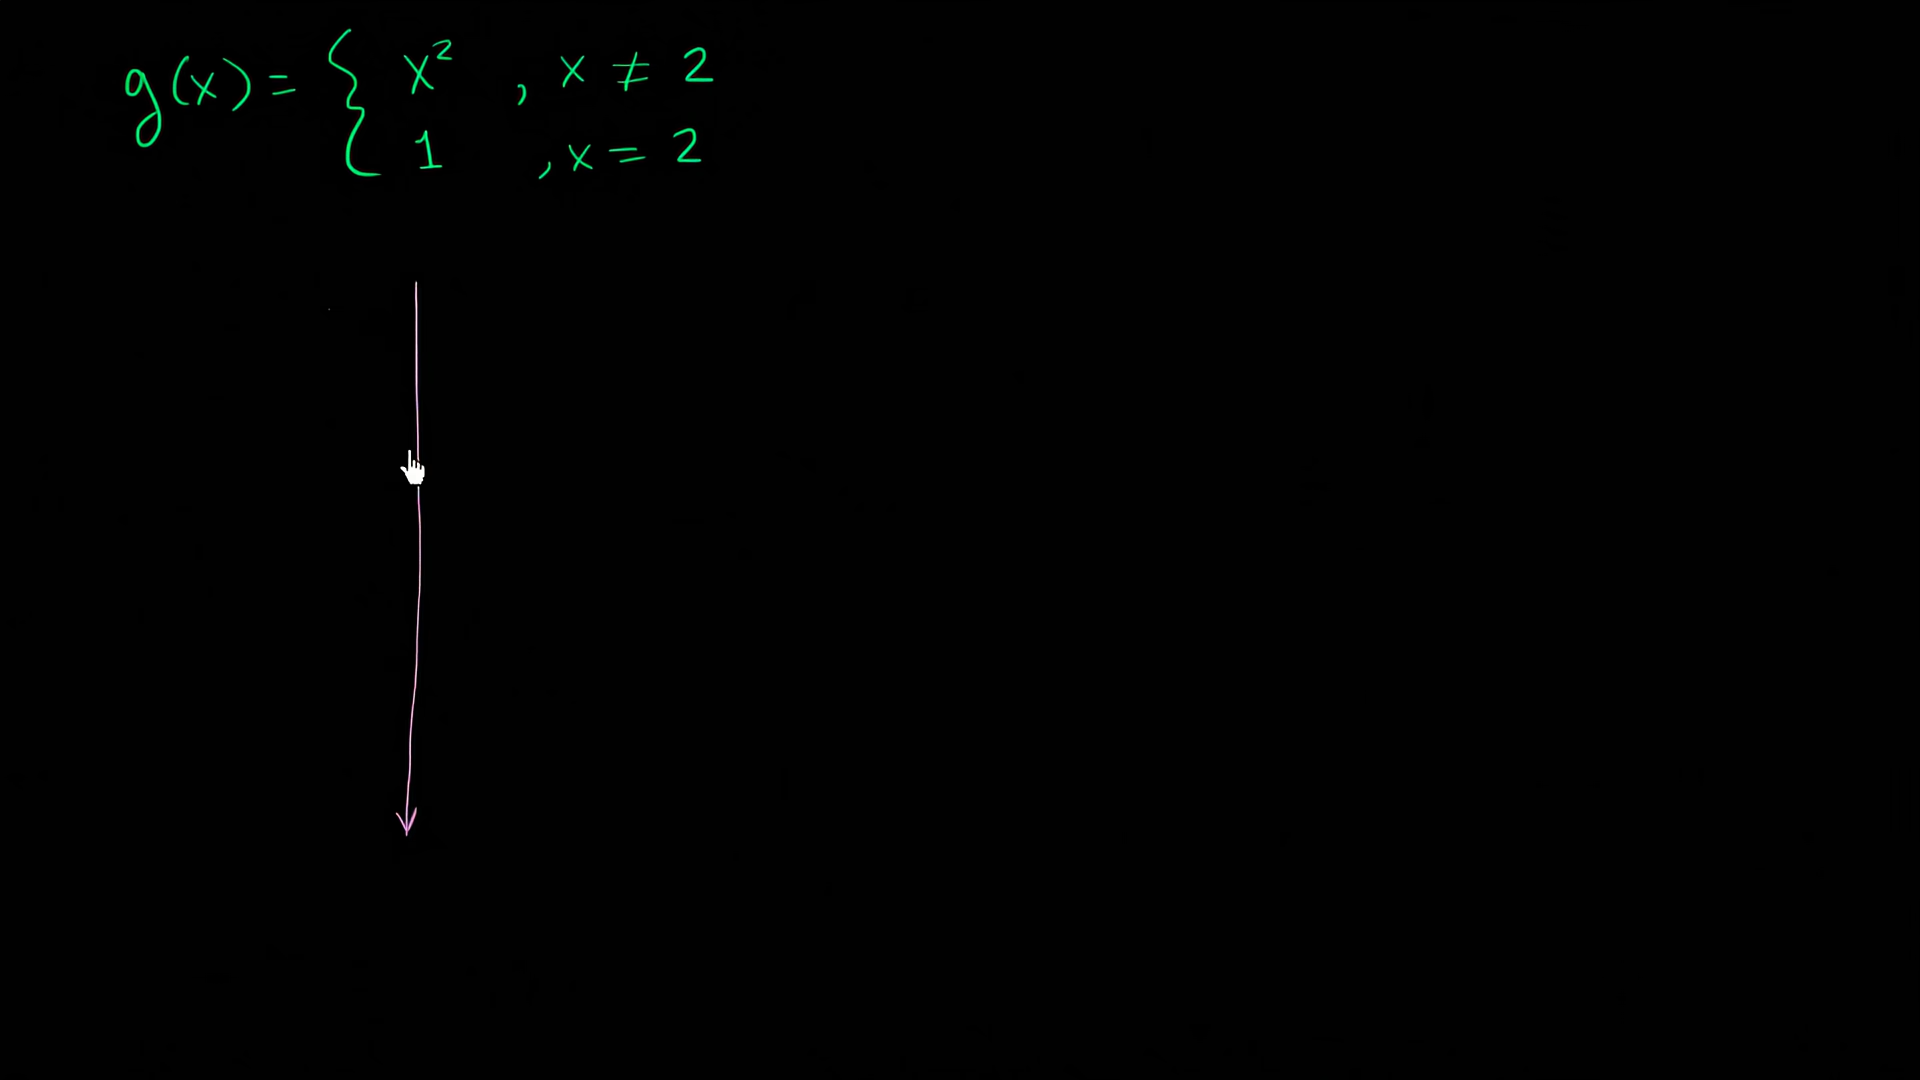 g(x) = { x² , x ≠ 2
1 , x = 2